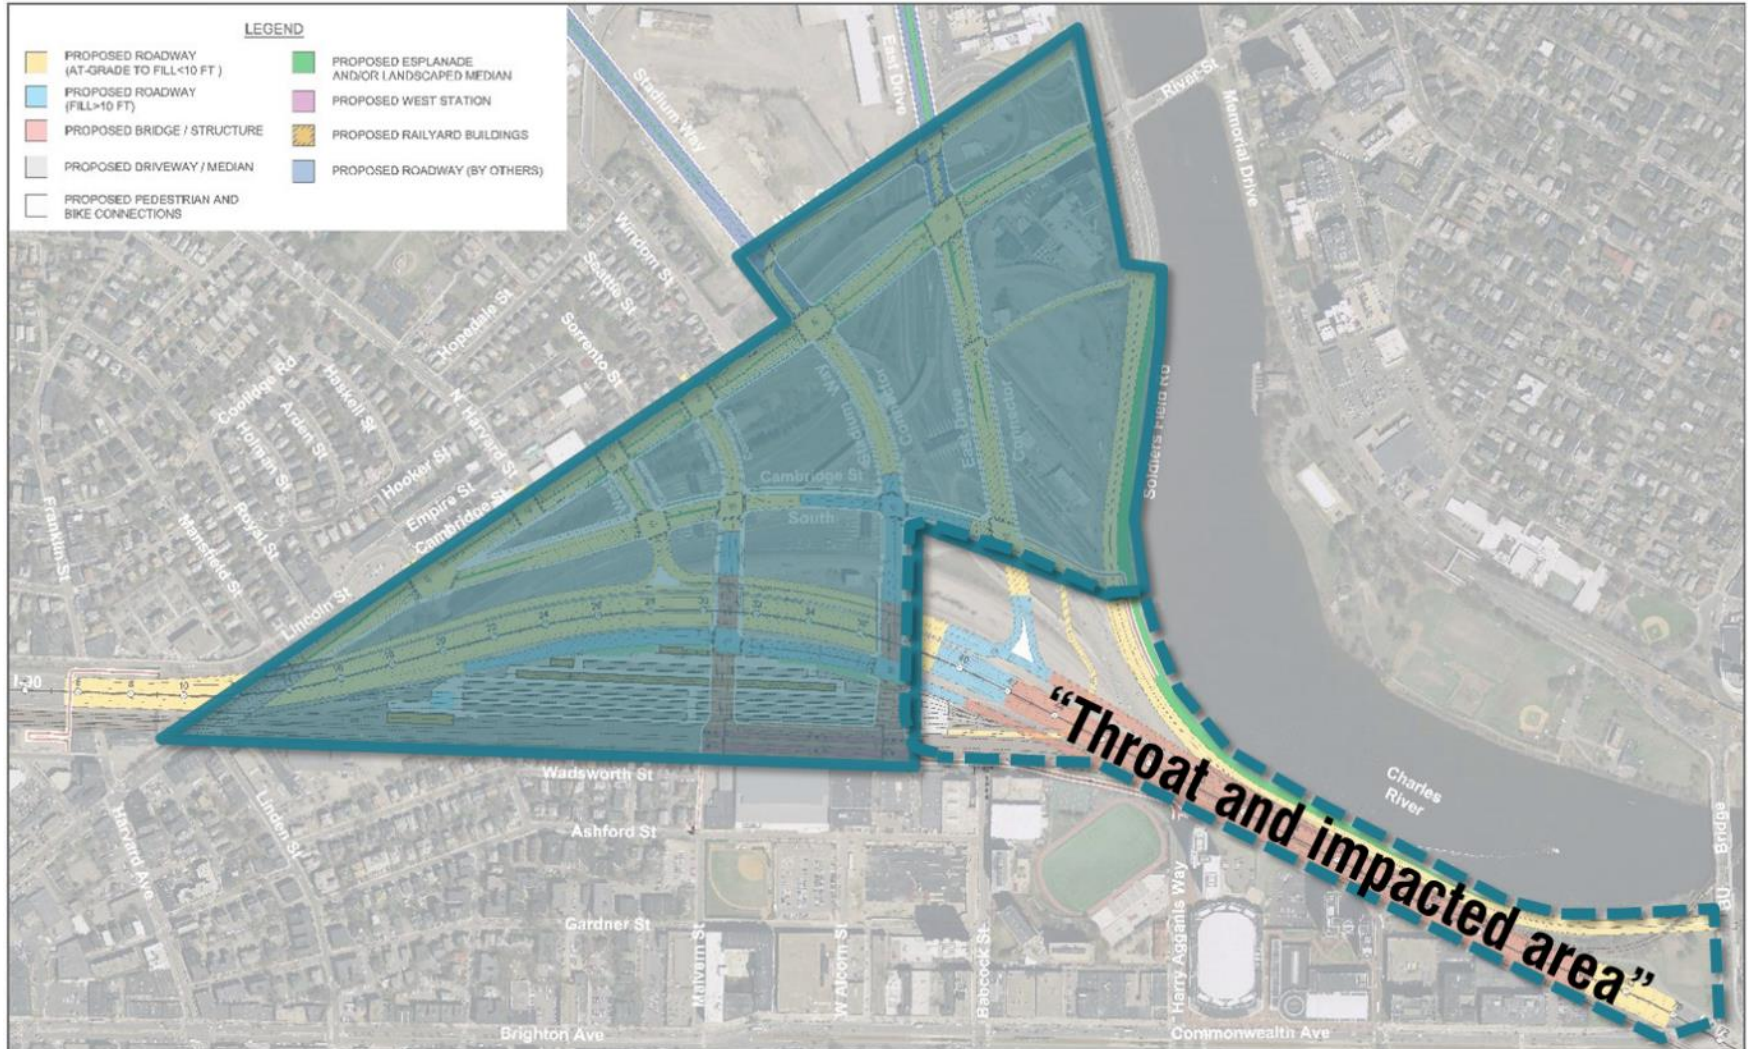 LEGEND
PROPOSED ROADWAY
(AT-GRADE TO FILL<10 FT )
PROPOSED ROADWAY
(FILL>10 FT)
PROPOSED BRIDGE / STRUCTURE
PROPOSED DRIVEWAY / MEDIAN
PROPOSED PEDESTRIAN AND
BIKE CONNECTIONS
PROPOSED ESPLANADE
AND/OR LANDSCAPED MEDIAN
PROPOSED WEST STATION
PROPOSED RAILYARD BUILDINGS
PROPOSED ROADWAY (BY OTHERS)
Stadium Way
East Drive
River St
Memorial Drive
Windom St
Seattle St
Hopedale St
Sorrento St
Coolidge Rd
Haskell St
Arden St
Holman St
N Harvard St
Hooker St
Empire St
Cambridge St
Franklin St
Mansfield St
Royal St
Lincoln St
I-90
Stadium Way
Connector
East Drive
Connector
Cambridge St
South
Soldiers Field Rd
"Throat and impacted area"
Charles
River
BU Bridge
Wadsworth St
Ashford St
Gardner St
Harvard Ave
Linden St
Malvern St
W Alcorn St
Babcock St
Harry Agganis Way
Brighton Ave
Commonwealth Ave